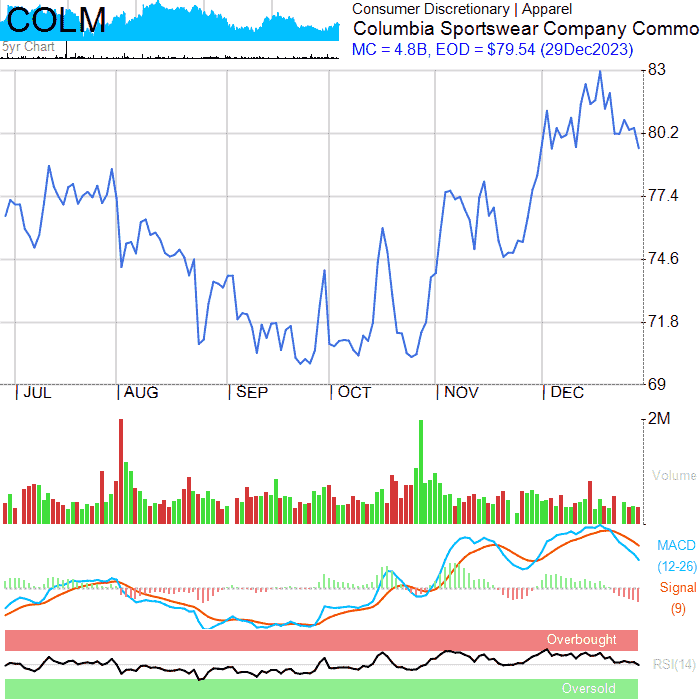 COLM
5yr Chart
Consumer Discretionary | Apparel
Columbia Sportswear Company Commo
MC = 4.8B, EOD = $79.54 (29Dec2023)
83
80.2
77.4
74.6
71.8
69
JUL AUG SEP OCT NOV DEC
2M
Volume
MACD
(12-26)
Signal
(9)
Overbought
RSI(14)
Oversold